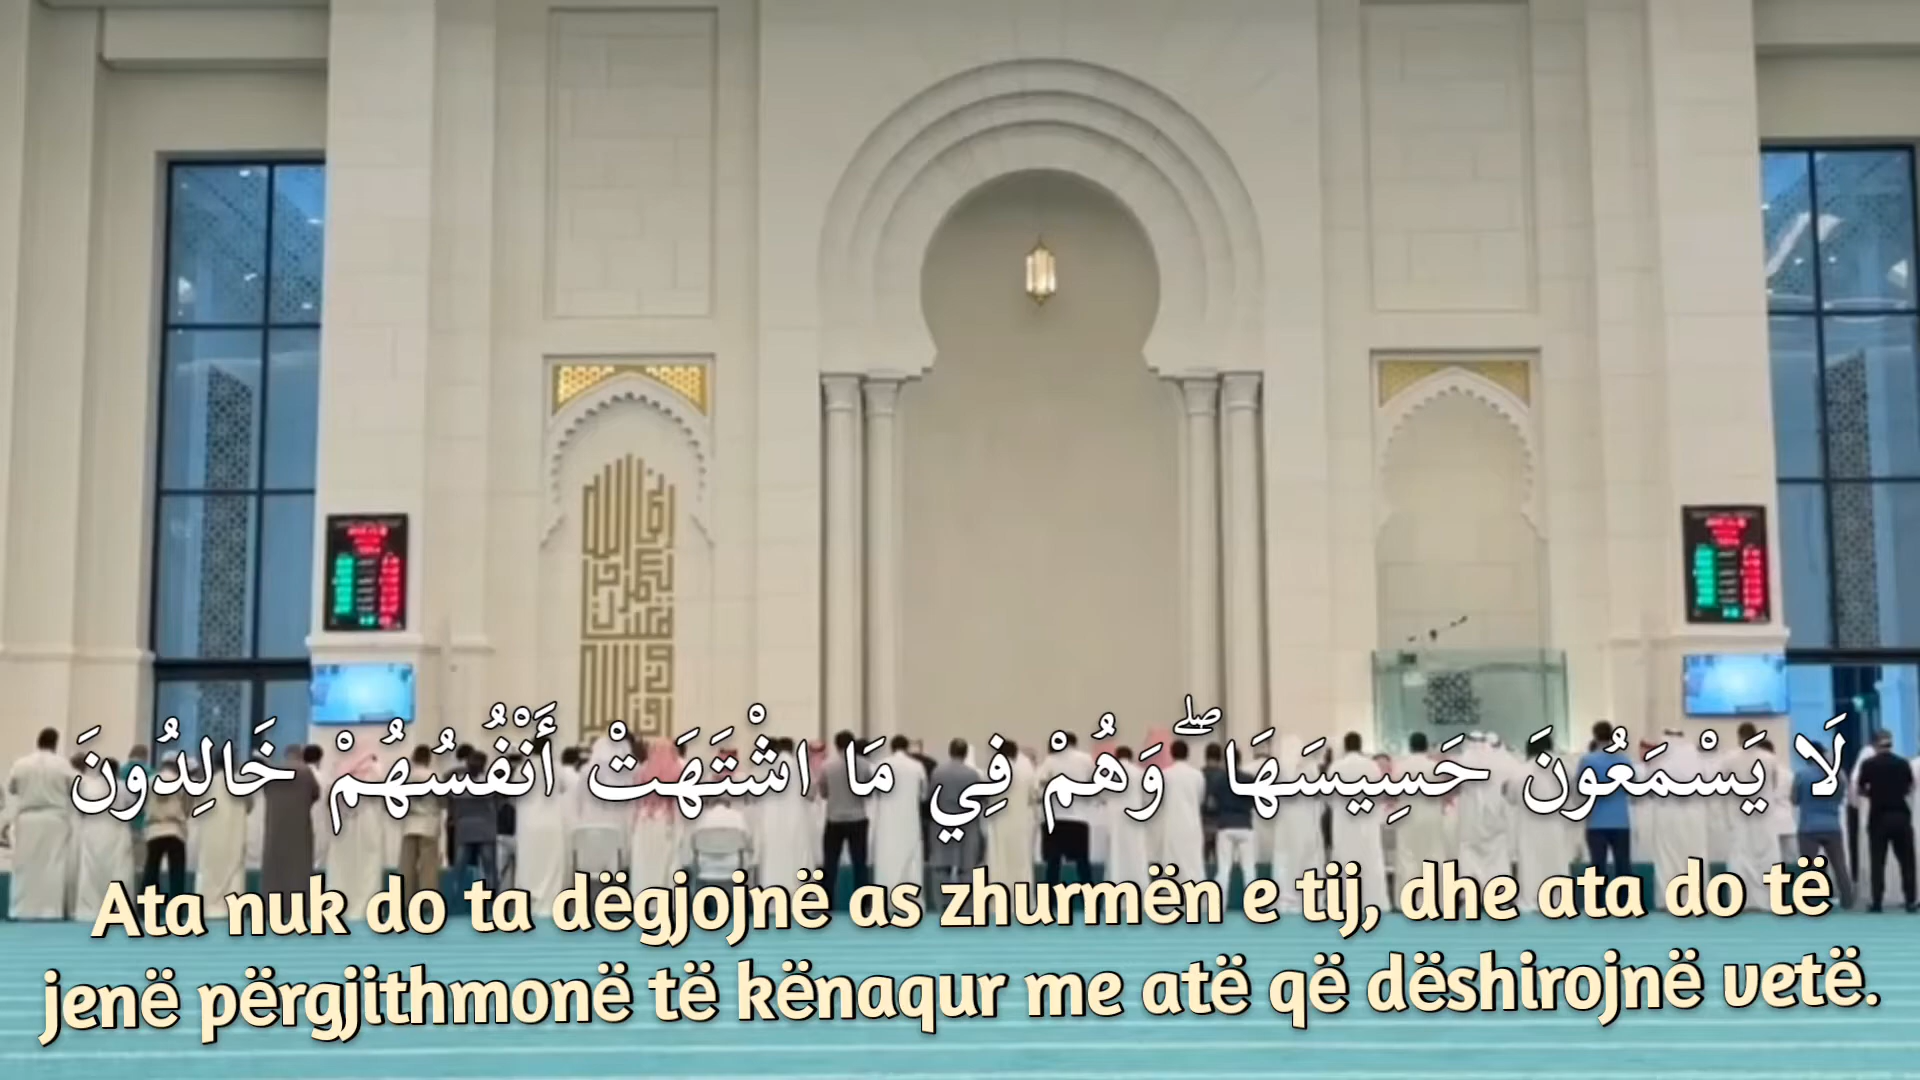 لَا يَسْمَعُونَ حَسِيسَهَا ۖ وَهُمْ فِي مَا اشْتَهَتْ أَنْفُسُهُمْ خَالِدُونَ
Ata nuk do ta dëgjojnë as zhurmën e tij, dhe ata do të
jenë përgjithmonë të kënaqur me atë që dëshirojnë vetë.